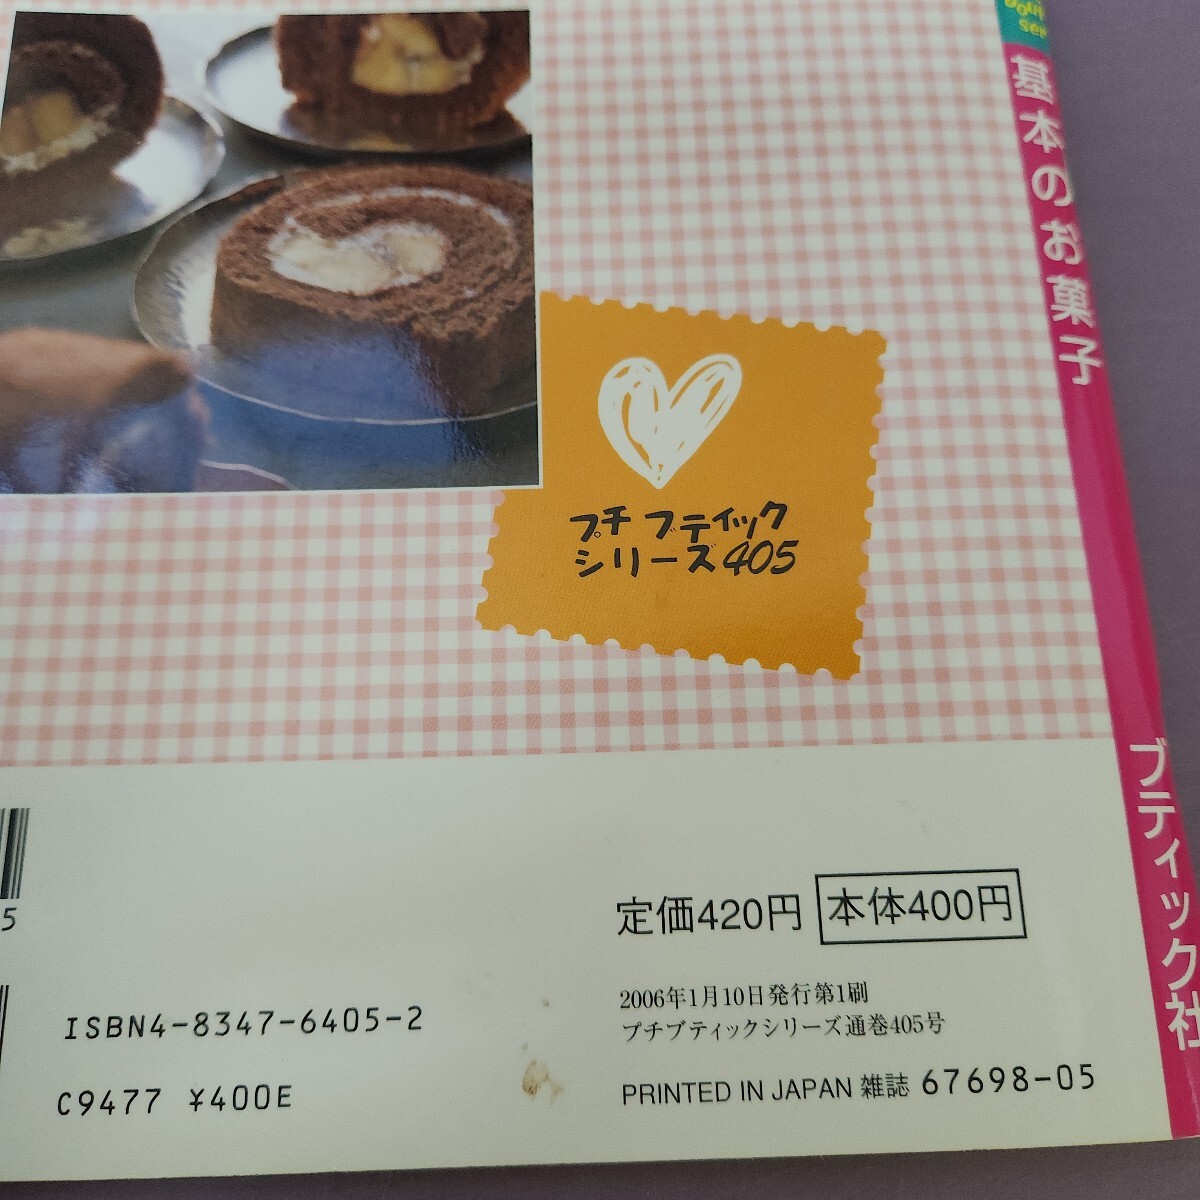 基本のお菓子
プチ ブティック
シリーズ405
ブティック社
5
定価420円 本体400円
2006年1月10日発行第1刷
プチブティックシリーズ通巻405号
PRINTED IN JAPAN 雑誌 67698-05
ISBN4-8347-6405-2
C9477 ¥400E